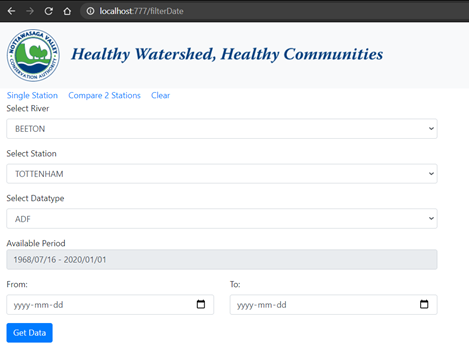 localhost:777/filterDate
NOTTAWASAGA VALLEY
CONSERVATION AUTHORITY
Healthy Watershed, Healthy Communities
Single Station Compare 2 Stations Clear
Select River
BEETON
Select Station
TOTTENHAM
Select Datatype
ADF
Available Period
1968/07/16 - 2020/01/01
From: To:
yyyy-mm-dd yyyy-mm-dd
Get Data